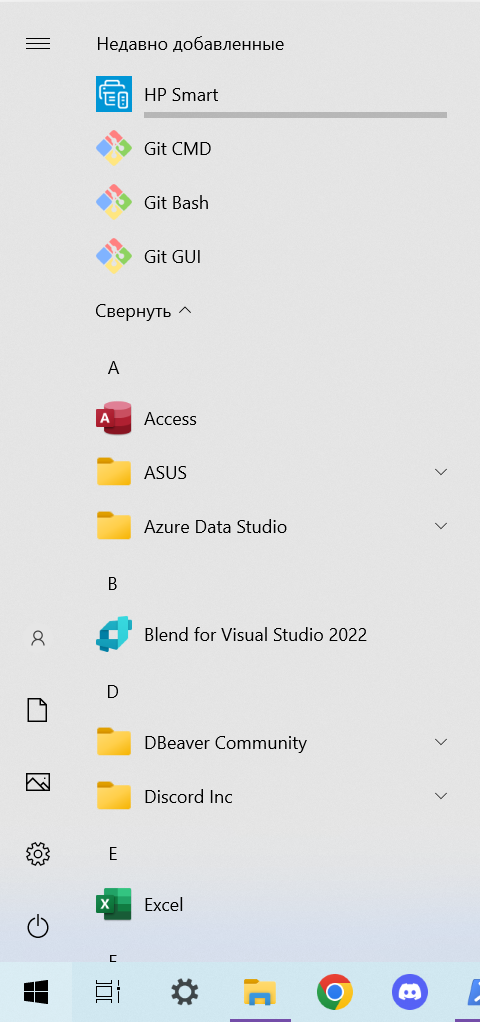 Недавно добавленные
HP Smart
Git CMD
Git Bash
Git GUI
Свернуть
A
Access
ASUS
Azure Data Studio
B
Blend for Visual Studio 2022
D
DBeaver Community
Discord Inc
E
Excel